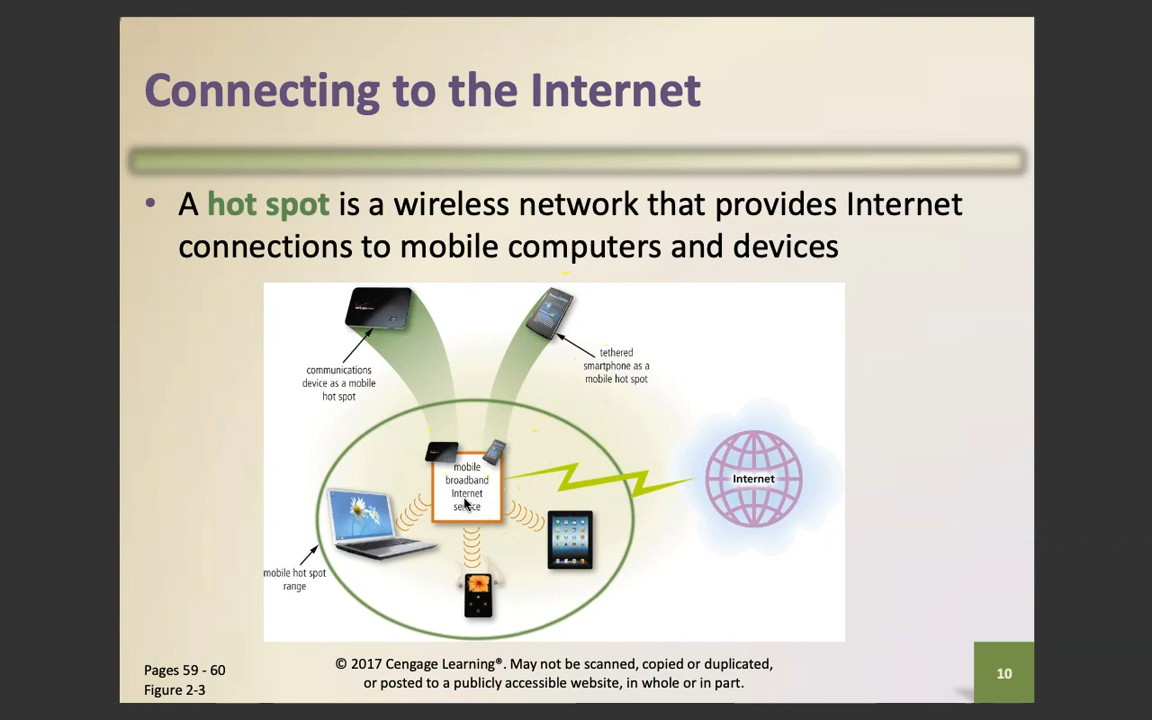 Connecting to the Internet
• A hot spot is a wireless network that provides Internet
connections to mobile computers and devices
communications
device as a mobile
hot spot
tethered
smartphone as a
mobile hot spot
mobile
broadband
Internet
service
Internet
mobile hot spot
range
Pages 59 - 60
Figure 2-3
© 2017 Cengage Learning®. May not be scanned, copied or duplicated,
or posted to a publicly accessible website, in whole or in part.
10